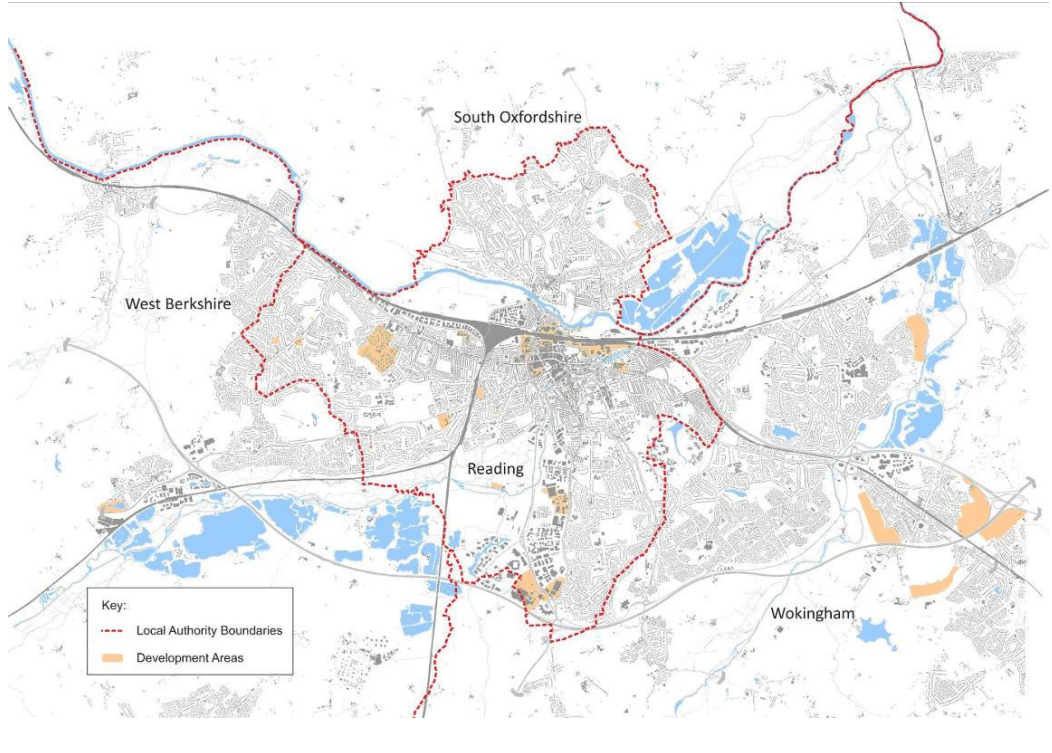 South Oxfordshire
West Berkshire
Reading
Wokingham
Key:
Local Authority Boundaries
Development Areas